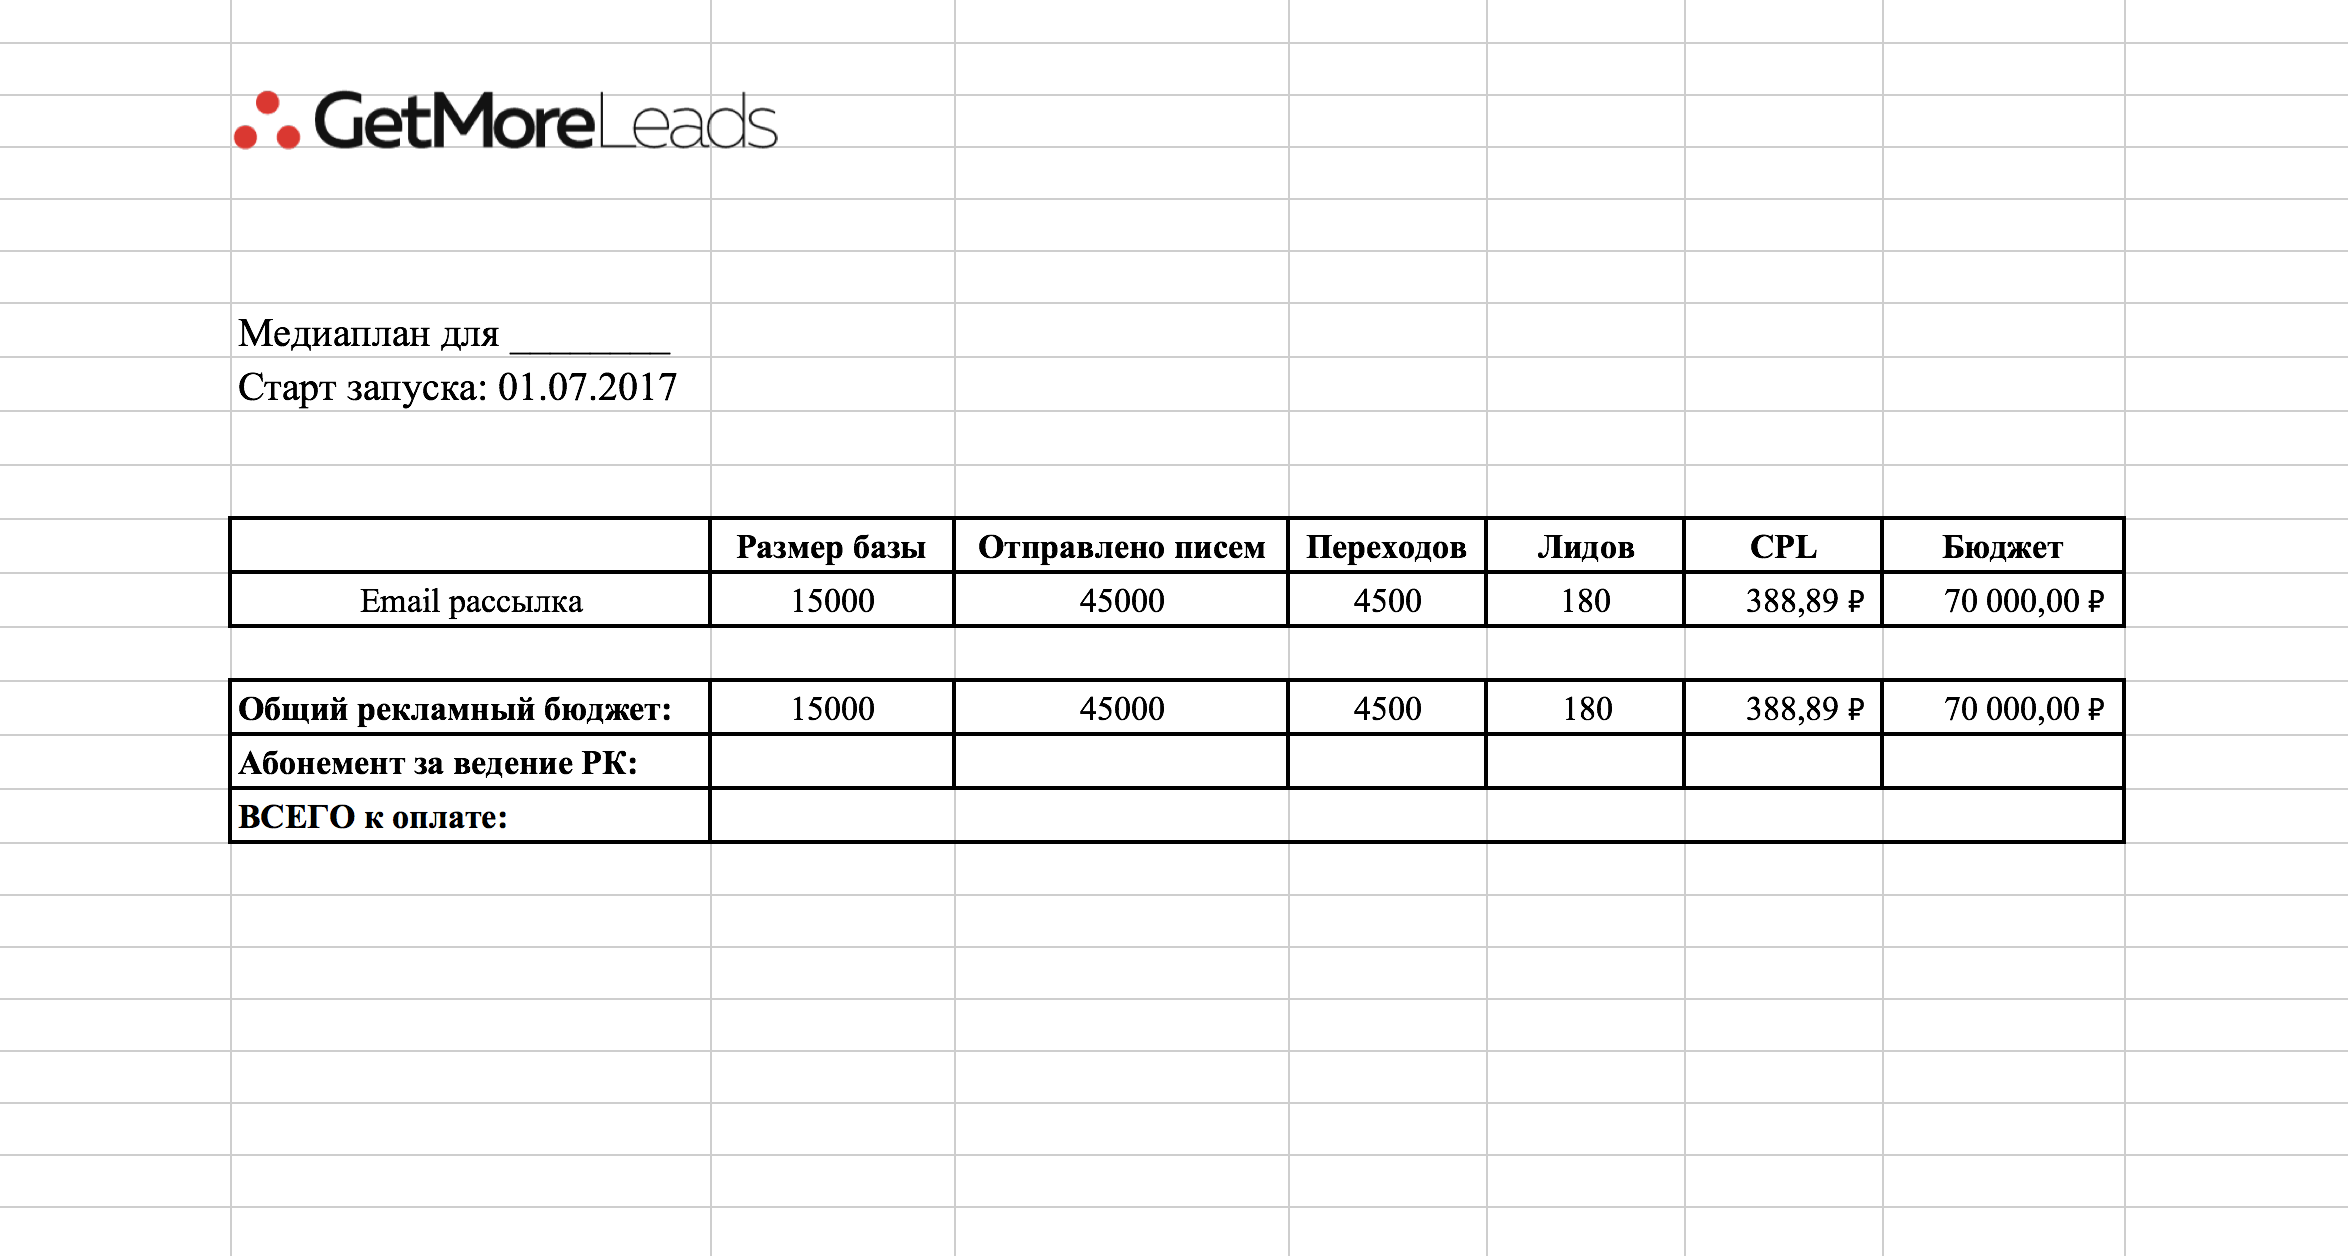 GetMoreLeads
Медиаплан для ________
Старт запуска: 01.07.2017
Размер базы Отправлено писем Переходов Лидов CPL Бюджет
Email рассылка 15000 45000 4500 180 388,89 ₽ 70 000,00 ₽
Общий рекламный бюджет: 15000 45000 4500 180 388,89 ₽ 70 000,00 ₽
Абонемент за ведение РК:
ВСЕГО к оплате: